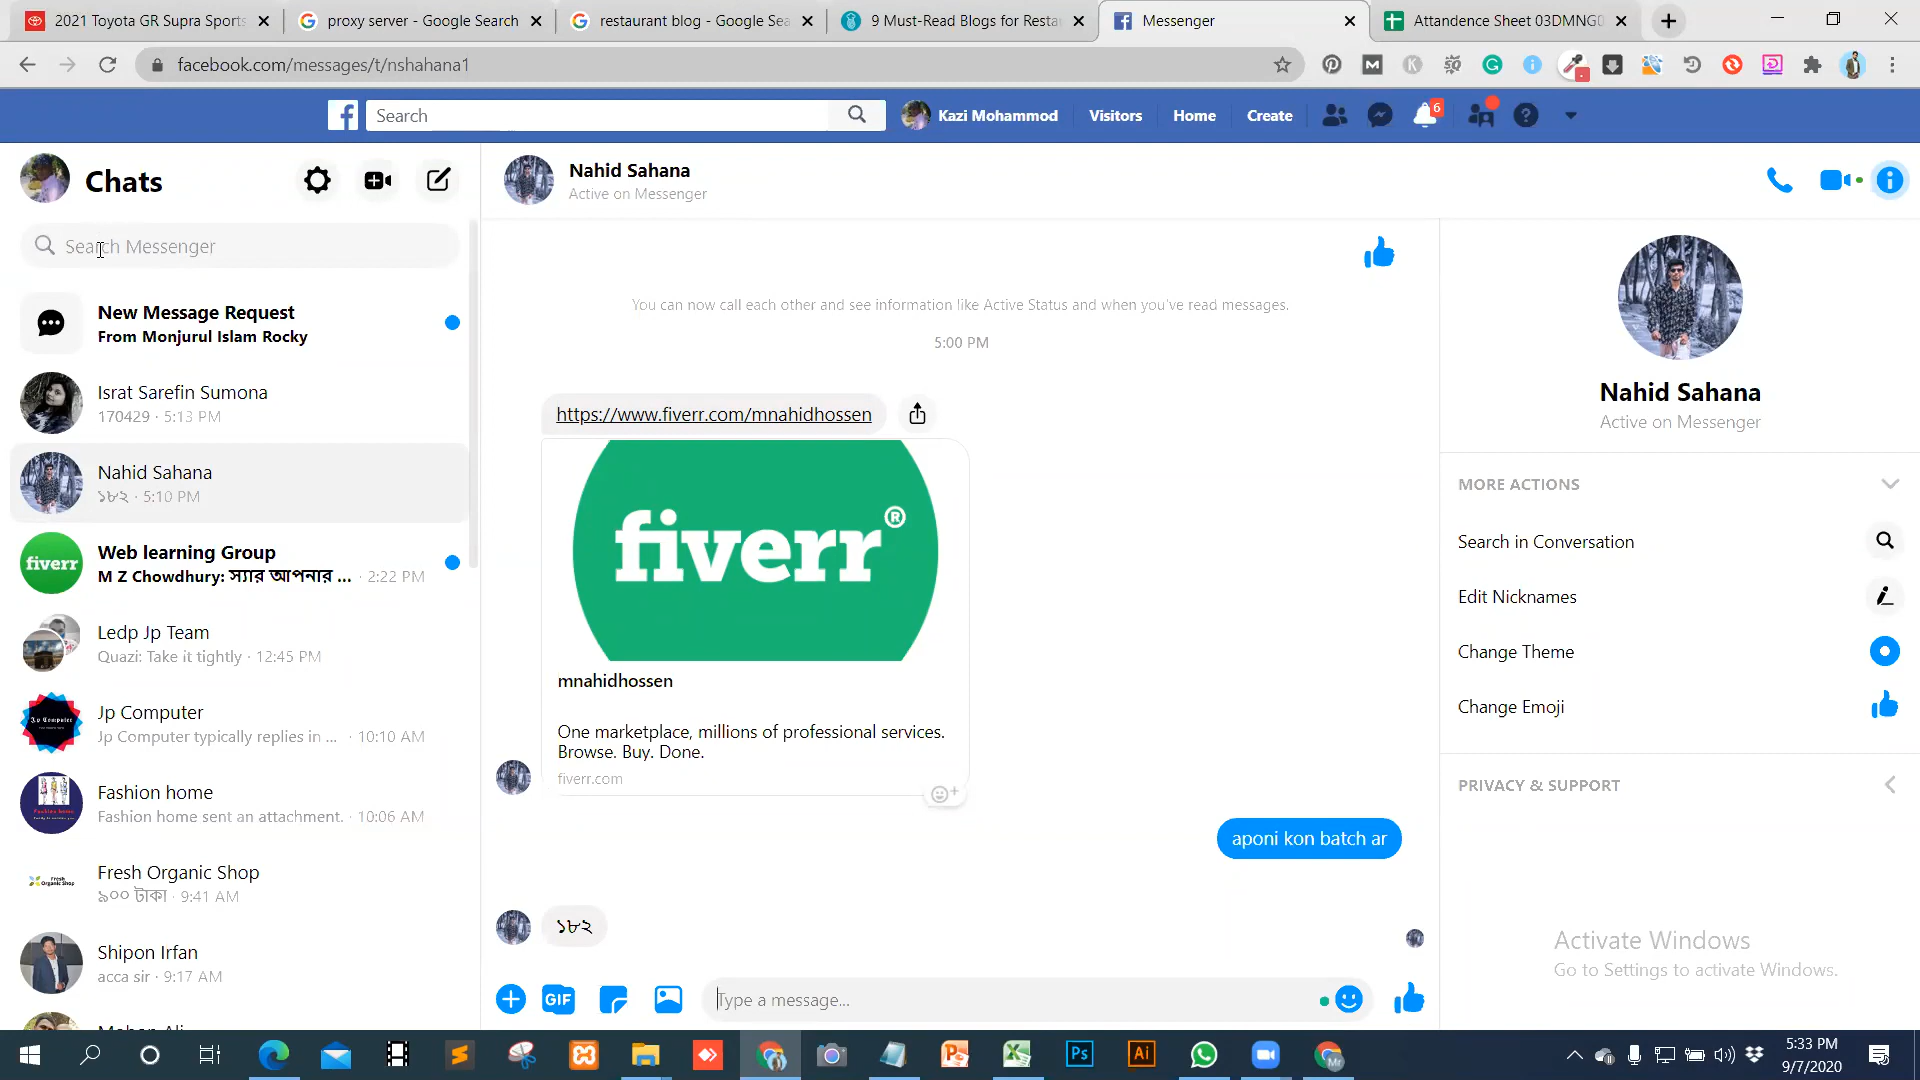 2021 Toyota GR Supra Sports
proxy server - Google Search
restaurant blog - Google Sea
9 Must-Read Blogs for Resta
Messenger
Attandence Sheet 03DMNG0
facebook.com/messages/t/nshahana1
Search
Kazi Mohammod
Visitors
Home
Create
6
Chats
Search Messenger
New Message Request
From Monjurul Islam Rocky
Israt Sarefin Sumona
170429 · 5:13 PM
Nahid Sahana
১৮২ · 5:10 PM
Web learning Group
M Z Chowdhury: স্যার আপনার ... · 2:22 PM
Ledp Jp Team
Quazi: Take it tightly · 12:45 PM
Jp Computer
Jp Computer typically replies in ... · 10:10 AM
Fashion home
Fashion home sent an attachment. · 10:06 AM
Fresh Organic Shop
৯০০ টাকা · 9:41 AM
Shipon Irfan
acca sir · 9:17 AM
Nahid Sahana
Active on Messenger
You can now call each other and see information like Active Status and when you've read messages.
5:00 PM
https://www.fiverr.com/mnahidhossen
fiverr®
mnahidhossen
One marketplace, millions of professional services.
Browse. Buy. Done.
fiverr.com
aponi kon batch ar
১৮২
GIF
Type a message...
Nahid Sahana
Active on Messenger
MORE ACTIONS
Search in Conversation
Edit Nicknames
Change Theme
Change Emoji
PRIVACY & SUPPORT
Activate Windows
Go to Settings to activate Windows.
5:33 PM
9/7/2020